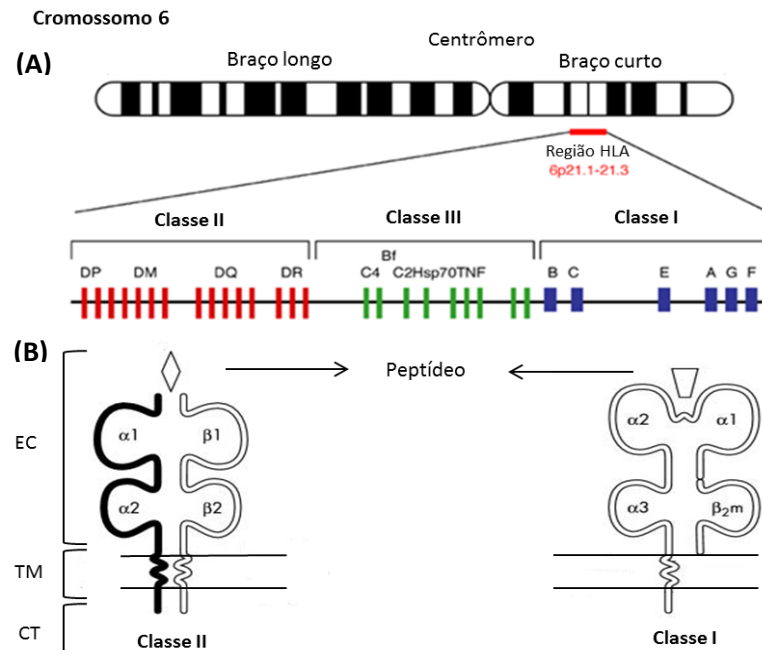 Cromossomo 6
(A)
Braço longo
Centrômero
Braço curto
Região HLA
6p21.1-21.3
Classe II
Classe III
Classe I
Bf
DP DM DQ DR C4 C2Hsp70TNF B C E A G F
(B)
Peptídeo
EC
α1 β1 α2 α1
α2 β2 α3 β2m
TM
CT
Classe II
Classe I